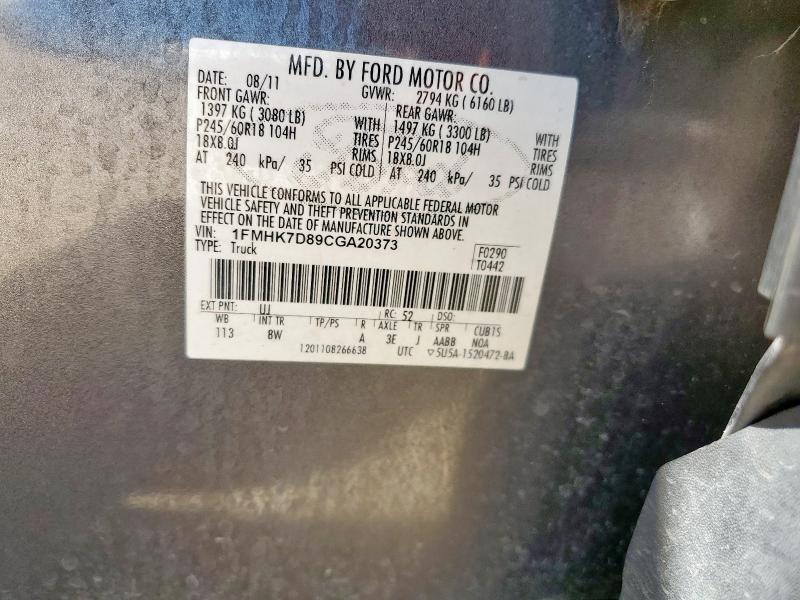 MFD. BY FORD MOTOR CO.
DATE: 08/11 GVWR: 2794 KG ( 6160 LB)
FRONT GAWR: REAR GAWR:
1397 KG ( 3080 LB) WITH 1497 KG ( 3300 LB) WITH
P245/60R18 104H TIRES P245/60R18 104H TIRES
18X8.0J RIMS 18X8.0J RIMS
AT 240 kPa/ 35 PSI COLD AT 240 kPa/ 35 PSI COLD
THIS VEHICLE CONFORMS TO ALL APPLICABLE FEDERAL MOTOR
VEHICLE SAFETY AND THEFT PREVENTION STANDARDS IN
EFFECT ON THE DATE OF MANUFACTURE SHOWN ABOVE.
VIN: 1FMHK7D89CGA20373
TYPE: Truck
F0290
T0442
EXT PNT: UJ RC: 52 DSO:
WB INT TR TP/PS R AXLE TR SPR CUBTS
113 8W A 3E J AABB NOA
1201108266638 UTC ▽5U5A-1520472-BA